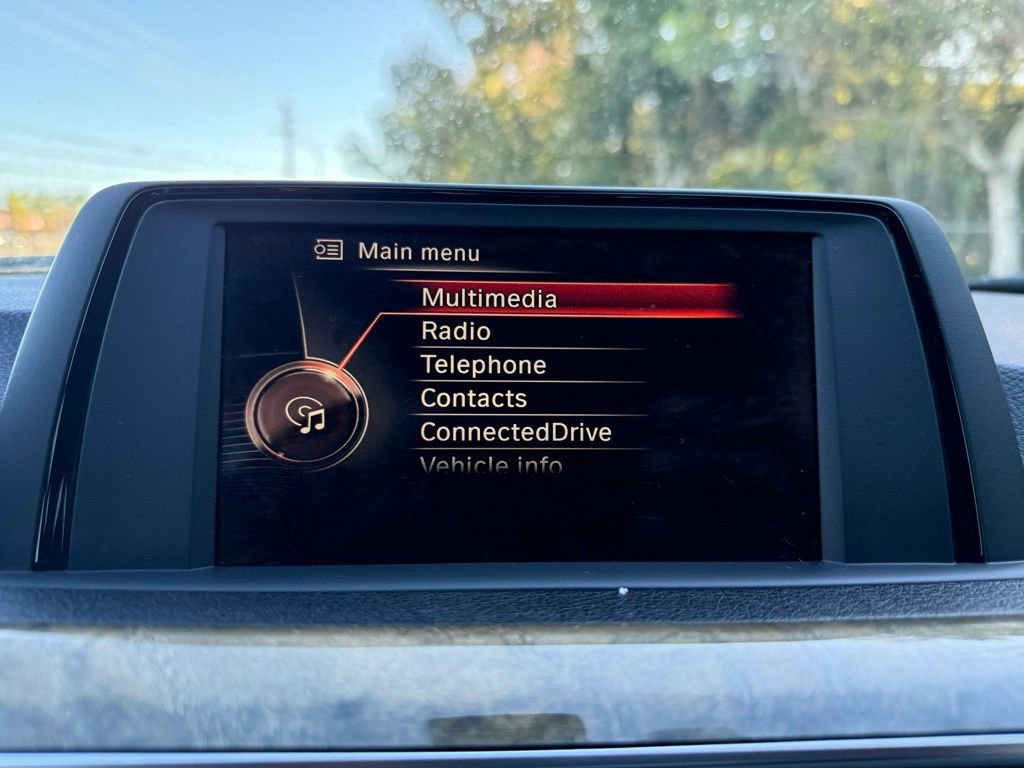 Main menu
Multimedia
Radio
Telephone
Contacts
ConnectedDrive
Vehicle info